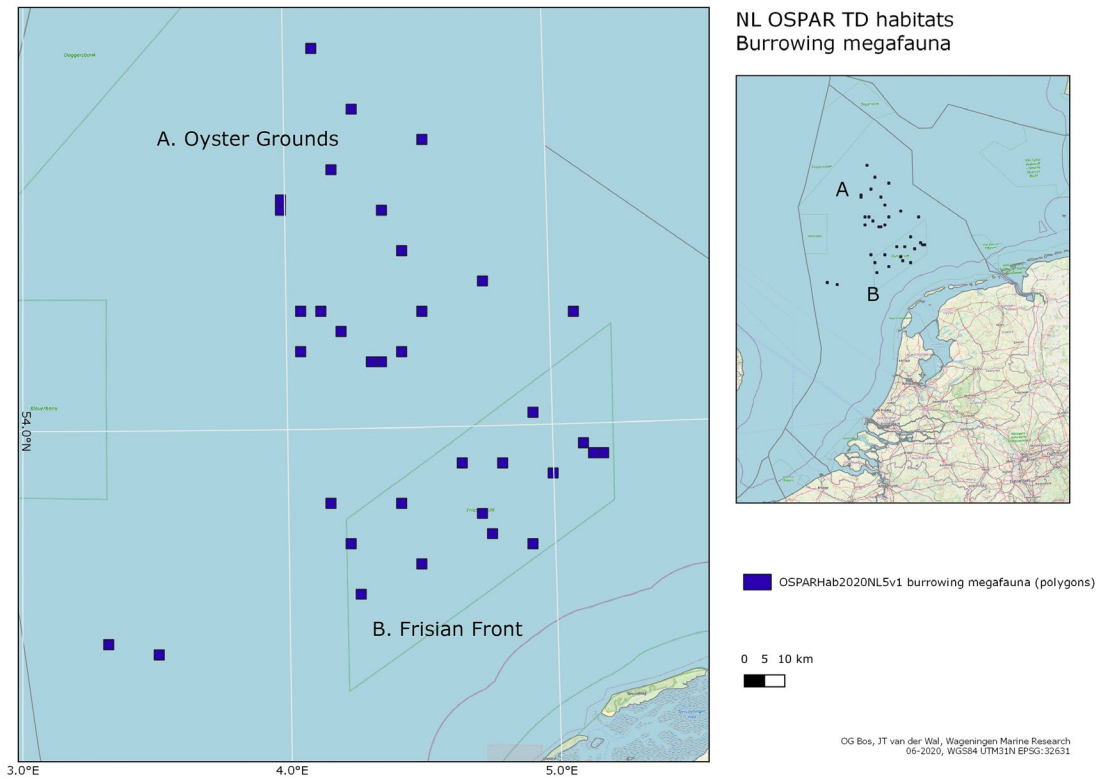 NL OSPAR TD habitats
Burrowing megafauna
Doggersbank
A. Oyster Grounds
A
B
54.0°N
B. Frisian Front
OSPARHab2020NL5v1 burrowing megafauna (polygons)
0 5 10 km
OG Bos, JT van der Wal, Wageningen Marine Research
06-2020, WGS84 UTM31N EPSG:32631
3.0°E 4.0°E 5.0°E